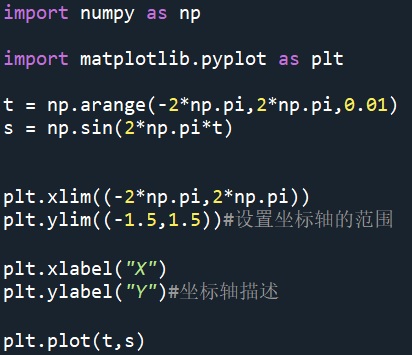 import numpy as np
import matplotlib.pyplot as plt
t = np.arange(-2*np.pi,2*np.pi,0.01)
s = np.sin(2*np.pi*t)
plt.xlim((-2*np.pi,2*np.pi))
plt.ylim((-1.5,1.5))#设置坐标轴的范围
plt.xlabel("X")
plt.ylabel("Y")#坐标轴描述
plt.plot(t,s)